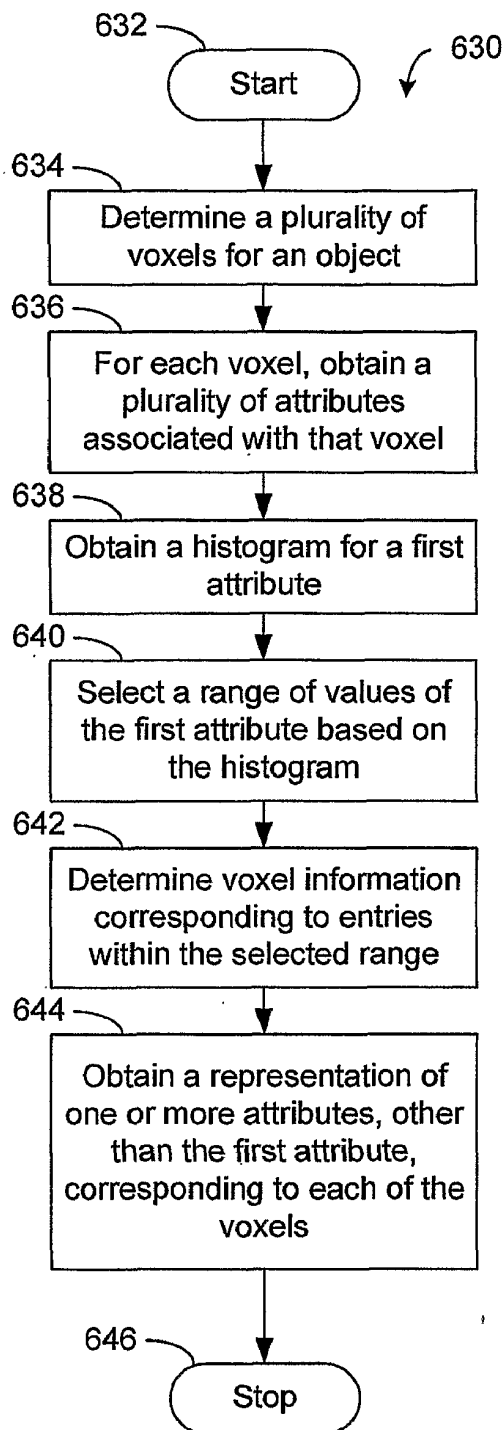 632
630
Start
634
Determine a plurality of
voxels for an object
636
For each voxel, obtain a
plurality of attributes
associated with that voxel
638
Obtain a histogram for a first
attribute
640
Select a range of values of
the first attribute based on
the histogram
642
Determine voxel information
corresponding to entries
within the selected range
644
Obtain a representation of
one or more attributes, other
than the first attribute,
corresponding to each of the
voxels
646
Stop